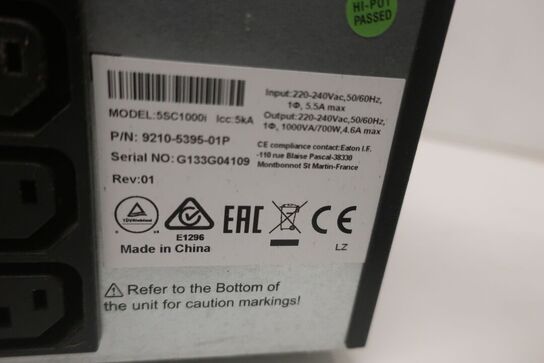 HI-POT
PASSED
MODEL:5SC1000i Icc:5kA
P/N: 9210-5395-01P
Serial NO:G133G04109
Rev:01
Input:220-240Vac,50/60Hz,
1Φ, 5.5A max
Output:220-240Vac,50/60Hz,
1Φ, 1000VA/700W,4.6A max
CE compliance contact:Eaton I.F.
-110 rue Blaise Pascal-38330
Montbonnot St Martin-France
TÜVRheinland
E1296
EAC
CE
Made in China
LZ
Refer to the Bottom of
the unit for caution markings!